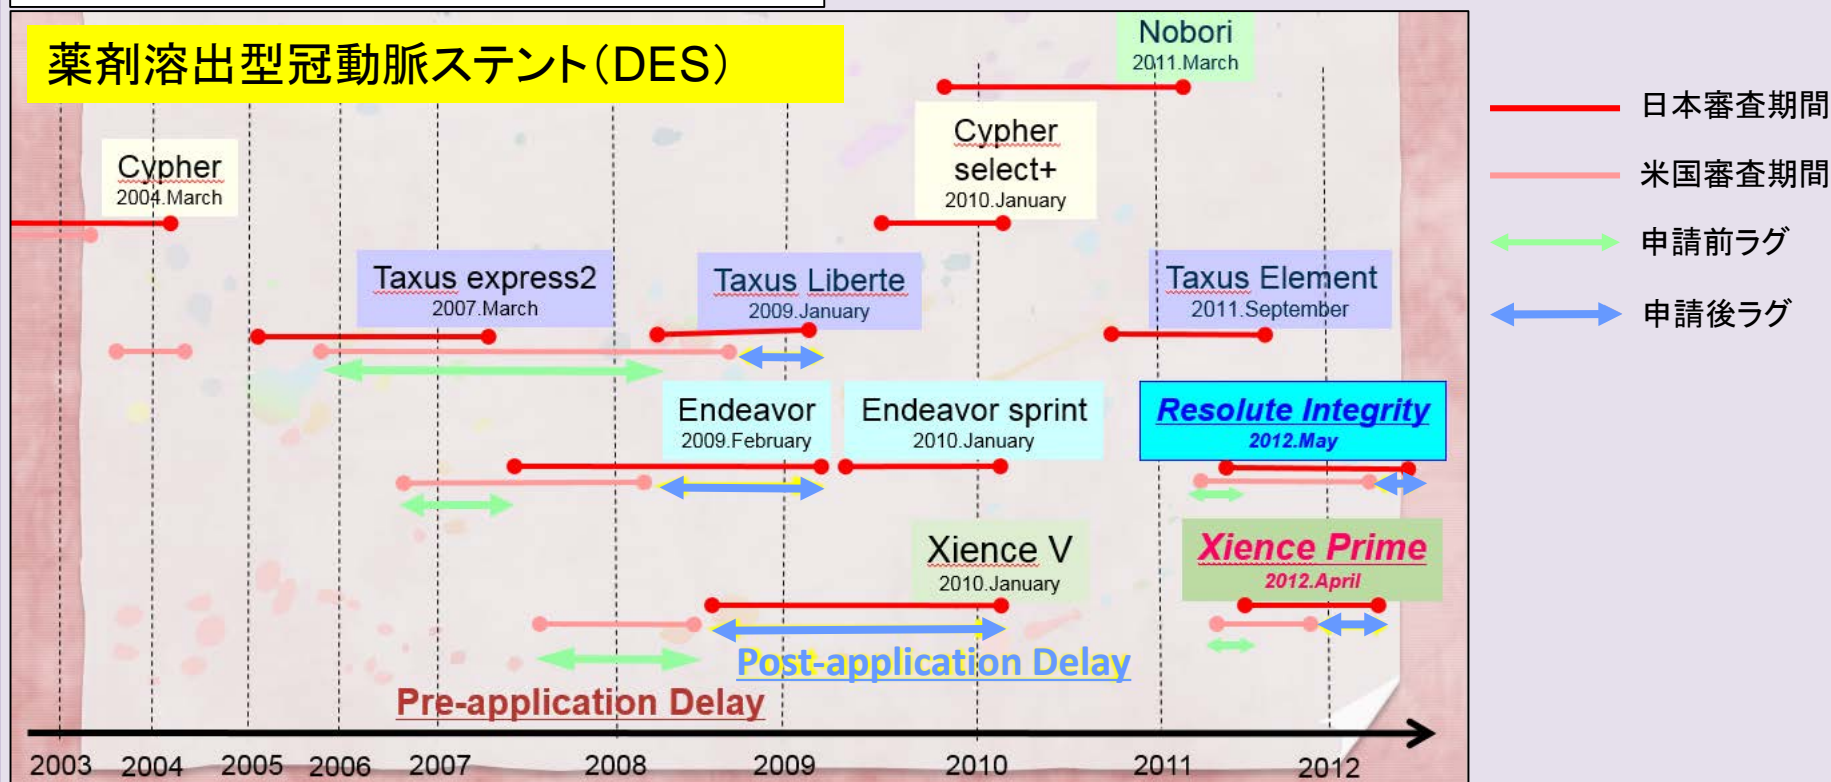 薬剤溶出型冠動脈ステント（DES）
Nobori
2011.March
Cypher
2004.March
Cypher
select+
2010.January
Taxus express2
2007.March
Taxus Liberte
2009.January
Taxus Element
2011.September
Endeavor
2009.February
Endeavor sprint
2010.January
Resolute Integrity
2012.May
Xience V
2010.January
Xience Prime
2012.April
Post-application Delay
Pre-application Delay
2003 2004 2005 2006 2007 2008 2009 2010 2011 2012
日本審査期間
米国審査期間
申請前ラグ
申請後ラグ